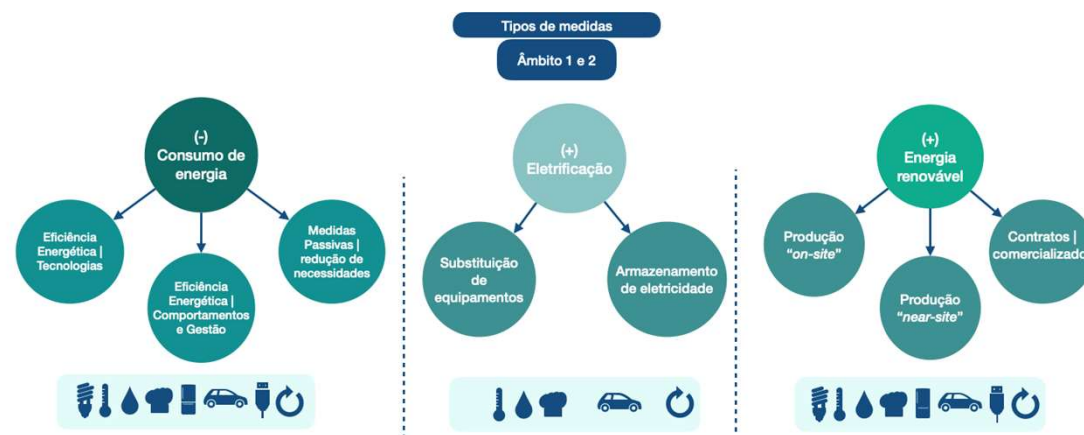 Tipos de medidas
Âmbito 1 e 2
(-)
Consumo de
energia
Eficiência
Energética |
Tecnologias
Eficiência
Energética |
Comportamentos
e Gestão
Medidas
Passivas |
redução de
necessidades
(+)
Eletrificação
Substituição
de
equipamentos
Armazenamento
de eletricidade
(+)
Energia
renovável
Produção
“on-site”
Produção
“near-site”
Contratos |
comercializado